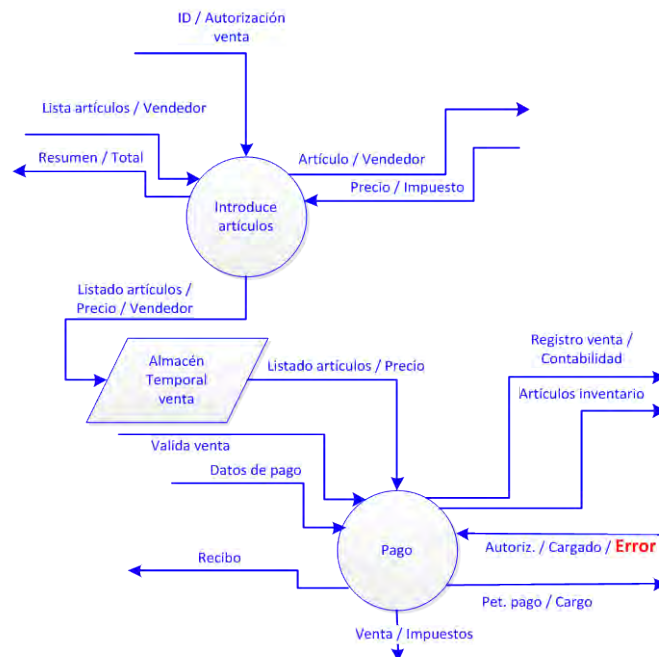 ID / Autorización
venta
Lista artículos / Vendedor
Resumen / Total
Artículo / Vendedor
Precio / Impuesto
Introduce
artículos
Listado artículos /
Precio / Vendedor
Almacén
Temporal
venta
Listado artículos / Precio
Registro venta /
Contabilidad
Artículos inventario
Valida venta
Datos de pago
Pago
Autoriz. / Cargado / Error
Recibo
Pet. pago / Cargo
Venta / Impuestos